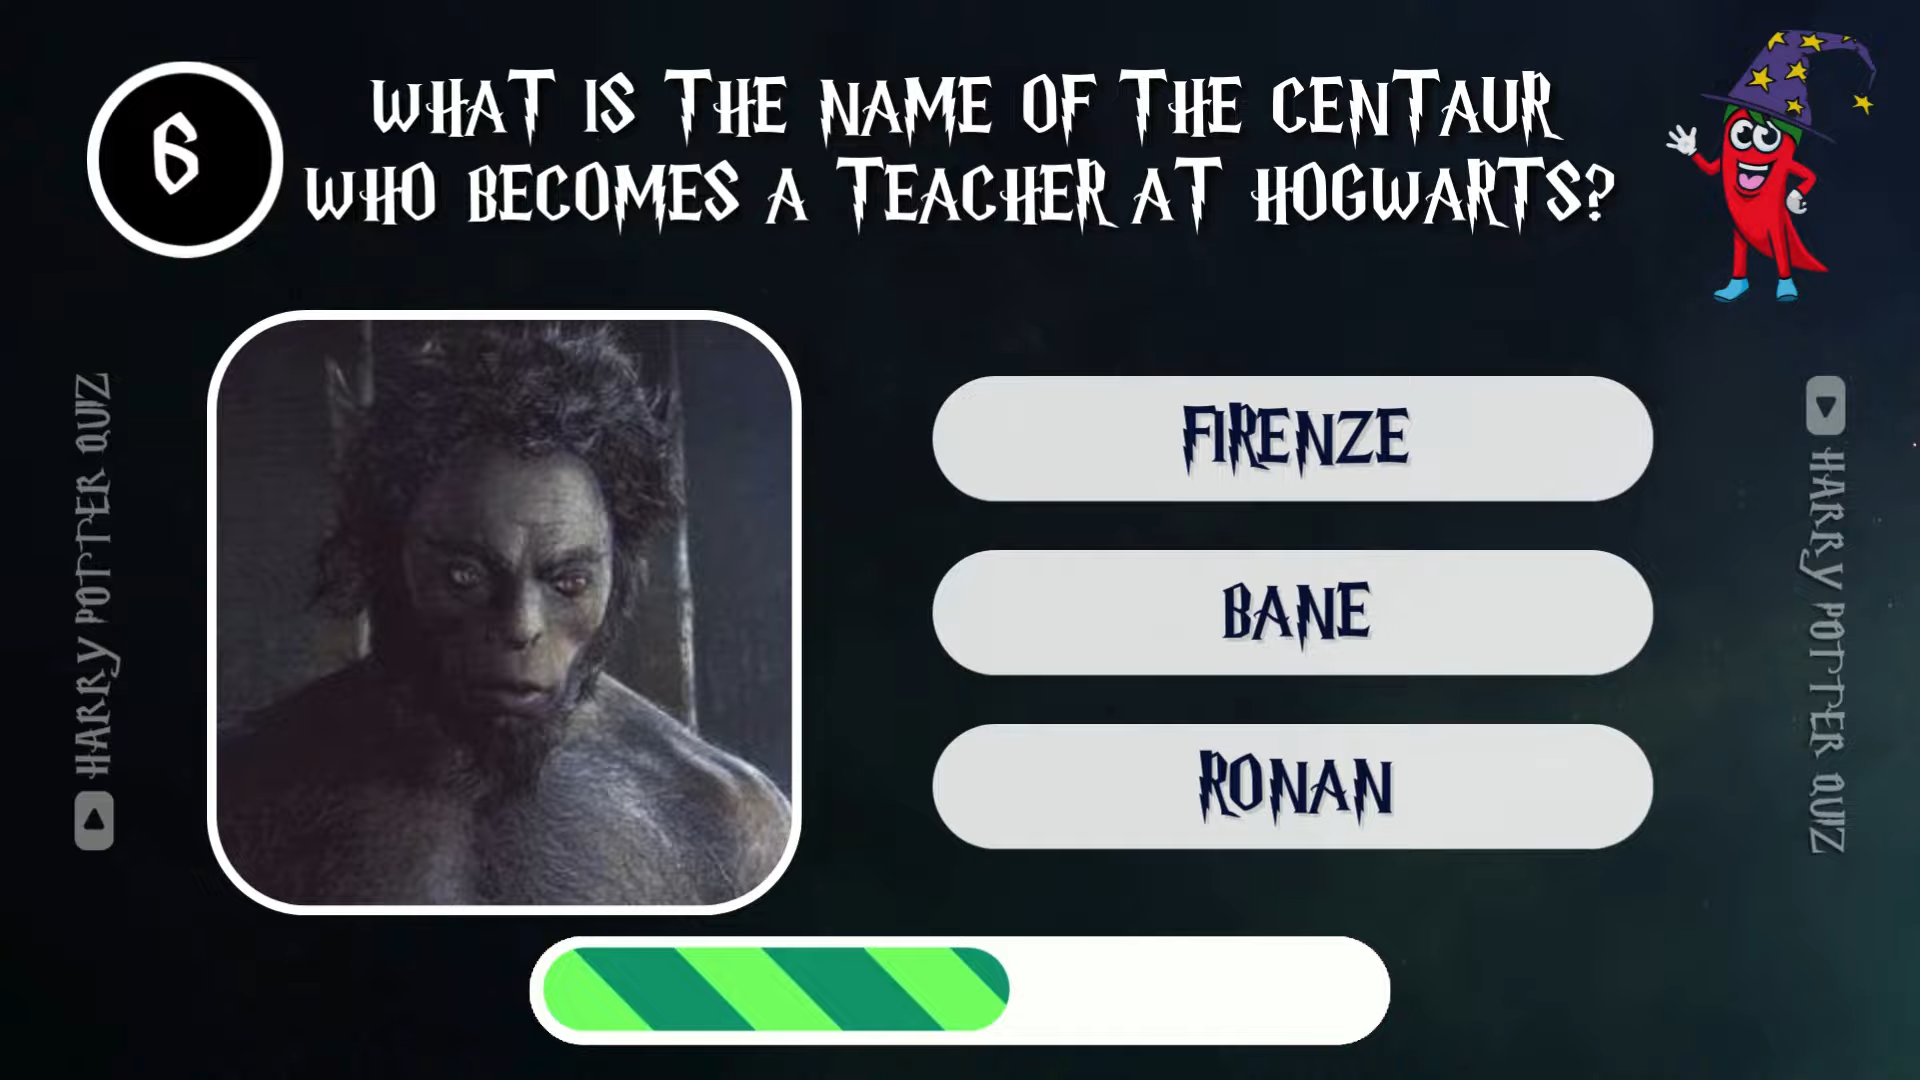 6
WHAT IS THE NAME OF THE CENTAUR
WHO BECOMES A TEACHER AT HOGWARTS?
HARRY POTTER QUIZ
FIRENZE
BANE
RONAN
HARRY POTTER QUIZ